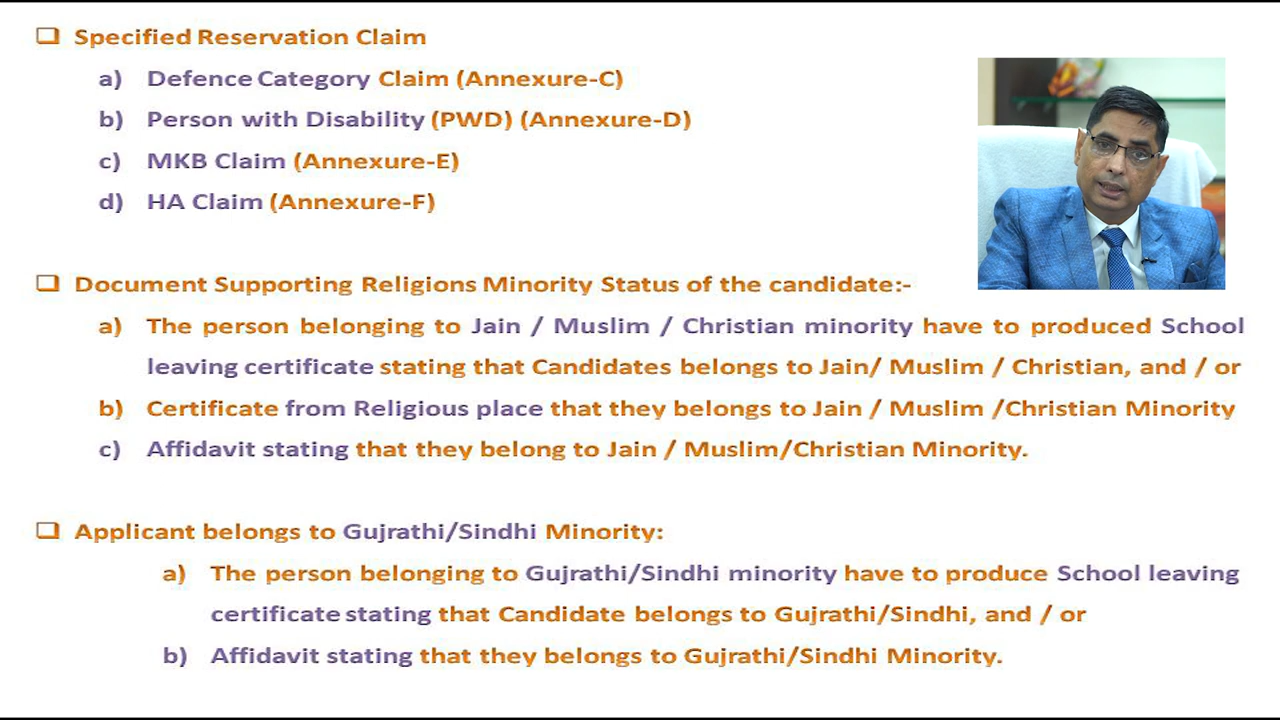 ❑ Specified Reservation Claim
a) Defence Category Claim (Annexure-C)
b) Person with Disability (PWD) (Annexure-D)
c) MKB Claim (Annexure-E)
d) HA Claim (Annexure-F)
❑ Document Supporting Religions Minority Status of the candidate:-
a) The person belonging to Jain / Muslim / Christian minority have to produced School
leaving certificate stating that Candidates belongs to Jain/ Muslim / Christian, and / or
b) Certificate from Religious place that they belongs to Jain / Muslim /Christian Minority
c) Affidavit stating that they belong to Jain / Muslim/Christian Minority.
❑ Applicant belongs to Gujrathi/Sindhi Minority:
a) The person belonging to Gujrathi/Sindhi minority have to produce School leaving
certificate stating that Candidate belongs to Gujrathi/Sindhi, and / or
b) Affidavit stating that they belongs to Gujrathi/Sindhi Minority.